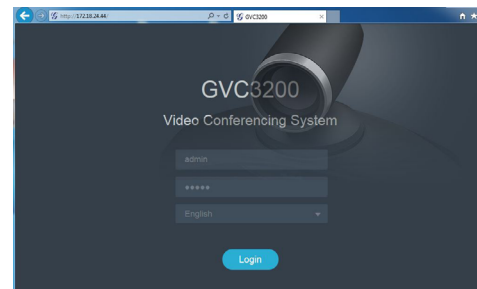 http://172.18.24.44/
GVC3200
GVC3200
Video Conferencing System
admin
•••••
English
Login